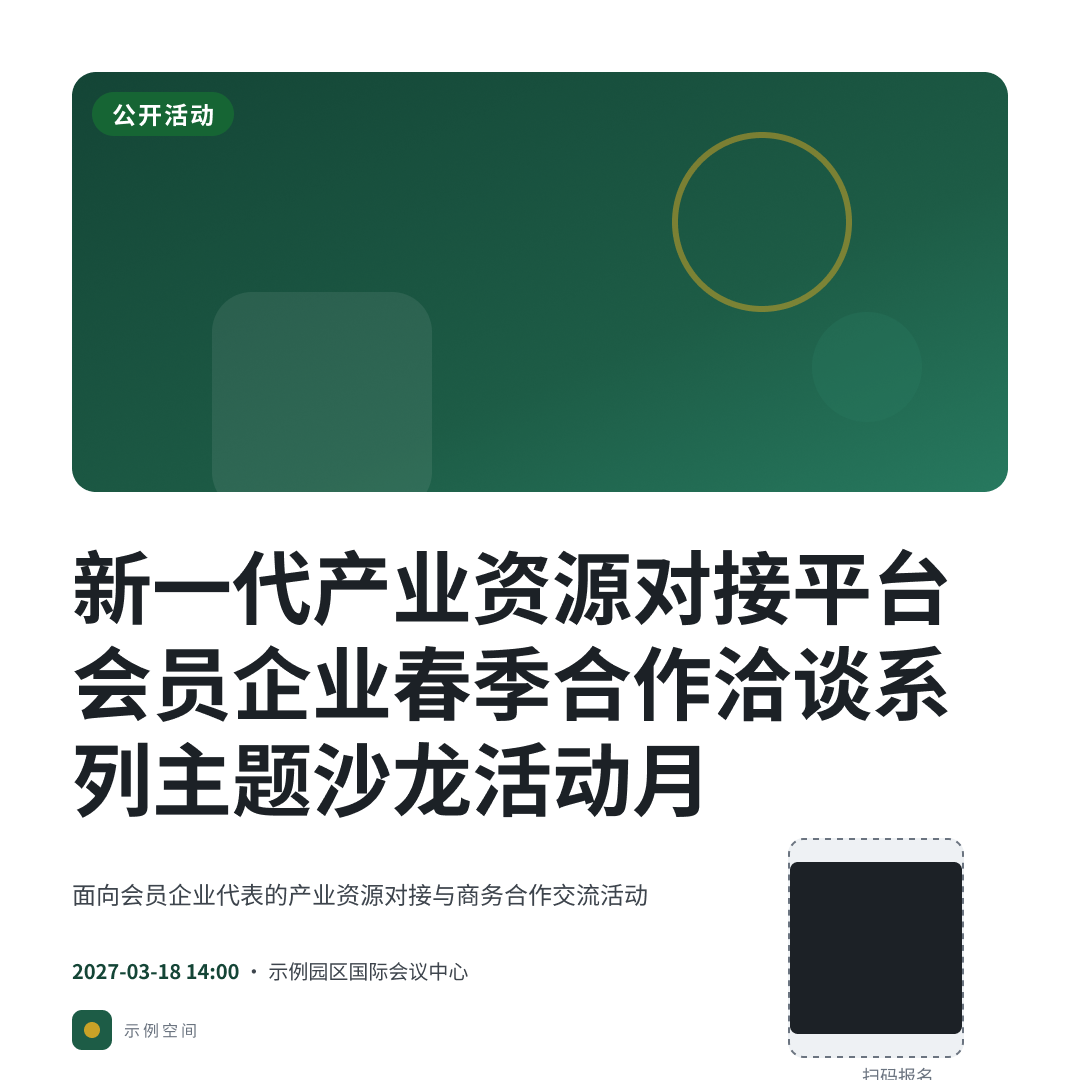 公开活动
新一代产业资源对接平台
会员企业春季合作洽谈系
列主题沙龙活动月
面向会员企业代表的产业资源对接与商务合作交流活动
2027-03-18 14:00 · 示例园区国际会议中心
示例空间
扫码报名